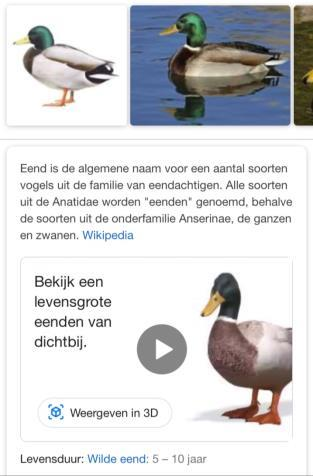 Eend is de algemene naam voor een aantal soorten
vogels uit de familie van eendachtigen. Alle soorten
uit de Anatidae worden "eenden" genoemd, behalve
de soorten uit de onderfamilie Anserinae, de ganzen
en zwanen. Wikipedia
Bekijk een
levensgrote
eenden van
dichtbij.
Weergeven in 3D
Levensduur: Wilde eend: 5 – 10 jaar